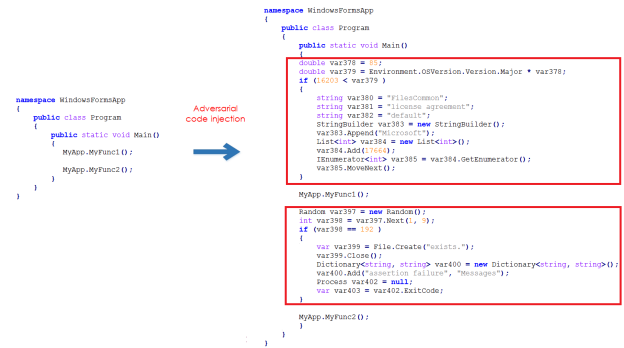 namespace WindowsFormsApp
{
public class Program
{
public static void Main()
{
MyApp.MyFunc1();
MyApp.MyFunc2();
}
}
}
Adversarial
code injection
namespace WindowsFormsApp
{
public class Program
{
public static void Main()
{
double var378 = 85;
double var379 = Environment.OSVersion.Version.Major * var378;
if (16203 < var379 )
{
string var380 = "FilesCommon";
string var381 = "license agreement";
string var382 = "default";
StringBuilder var383 = new StringBuilder();
var383.Append("Microsoft");
List<int> var384 = new List<int>();
var384.Add(17664);
IEnumerator<int> var385 = var384.GetEnumerator();
var385.MoveNext();
}
MyApp.MyFunc1();
Random var397 = new Random();
int var398 = var397.Next(1, 9);
if (var398 == 192 )
{
var var399 = File.Create("exists.");
var399.Close();
Dictionary<string, string> var400 = new Dictionary<string, string>();
var400.Add("assertion failure", "Messages");
Process var402 = null;
var var403 = var402.ExitCode;
}
MyApp.MyFunc2();
}
}
}